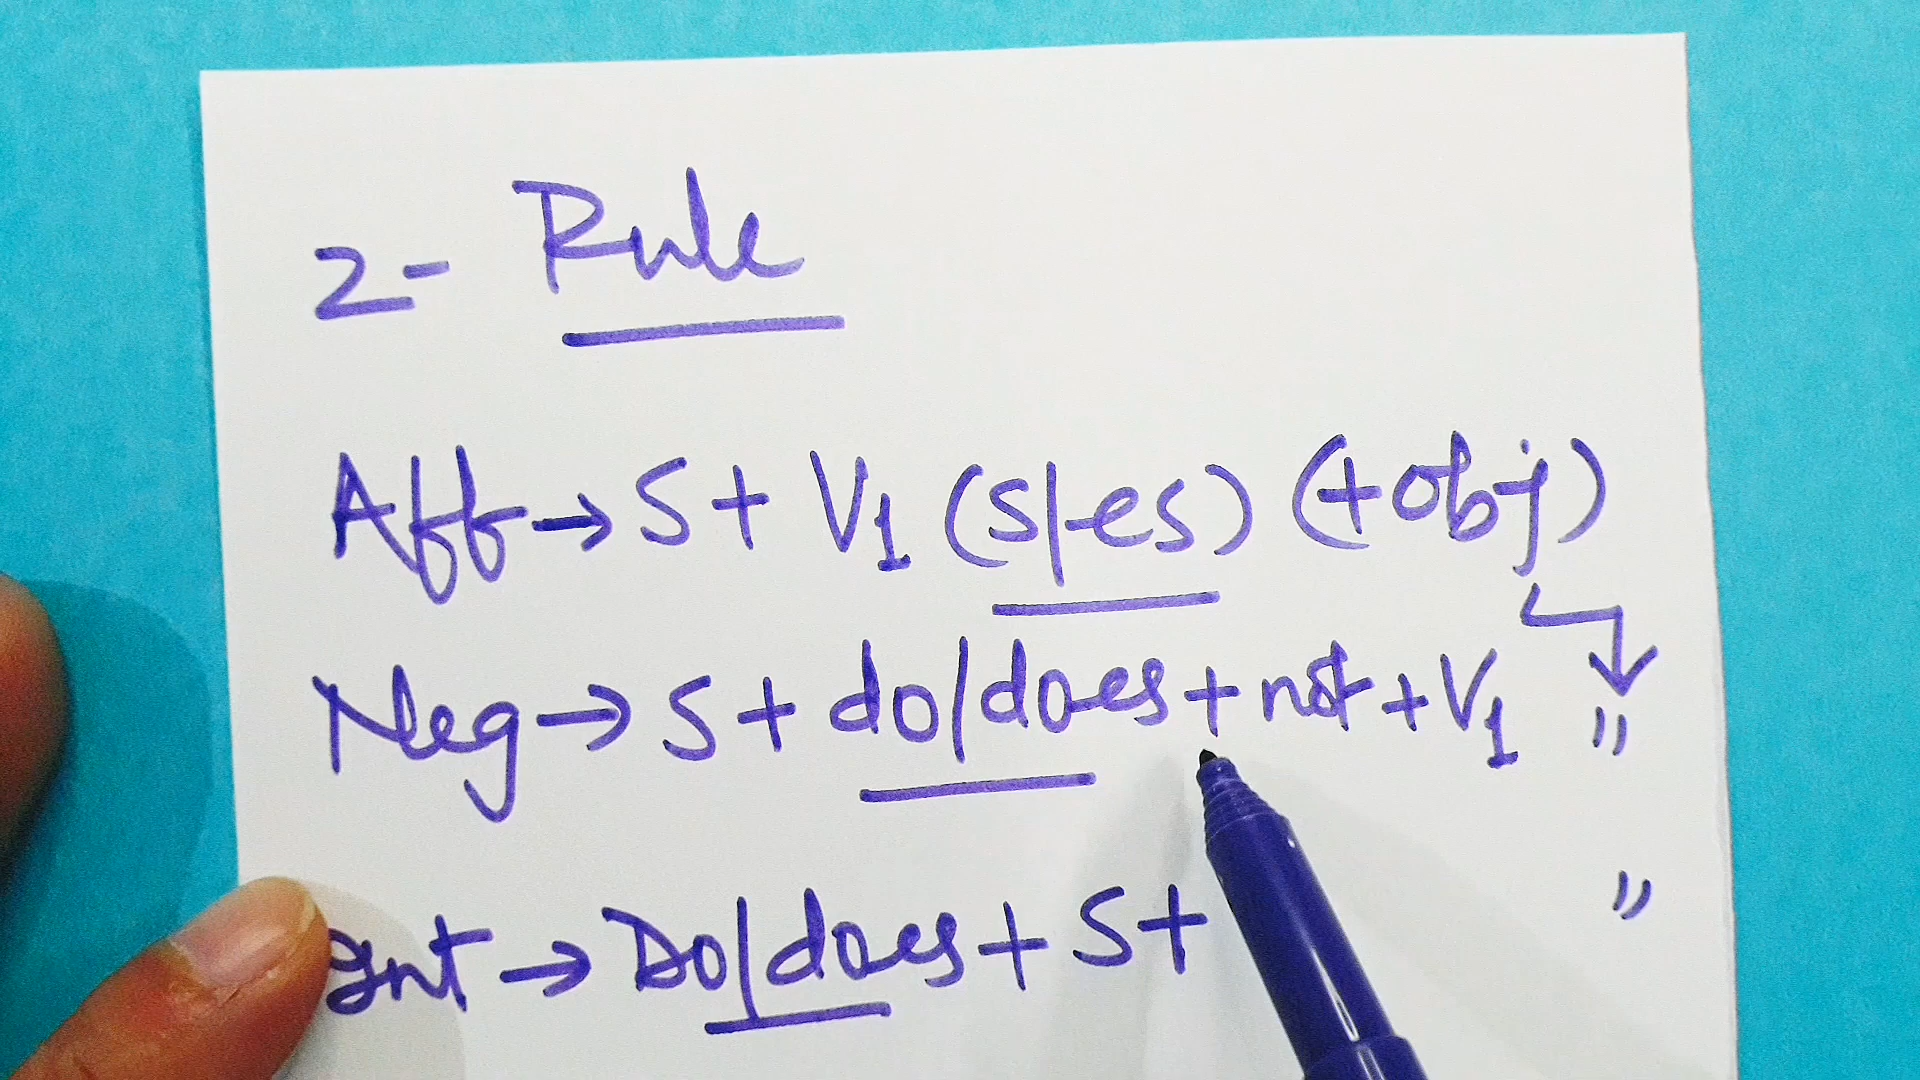 2- Rule
Aff → S + V1 (s/es) (+obj)
Neg → S + do/does + not + V1 "
Int → Do/does + S + "